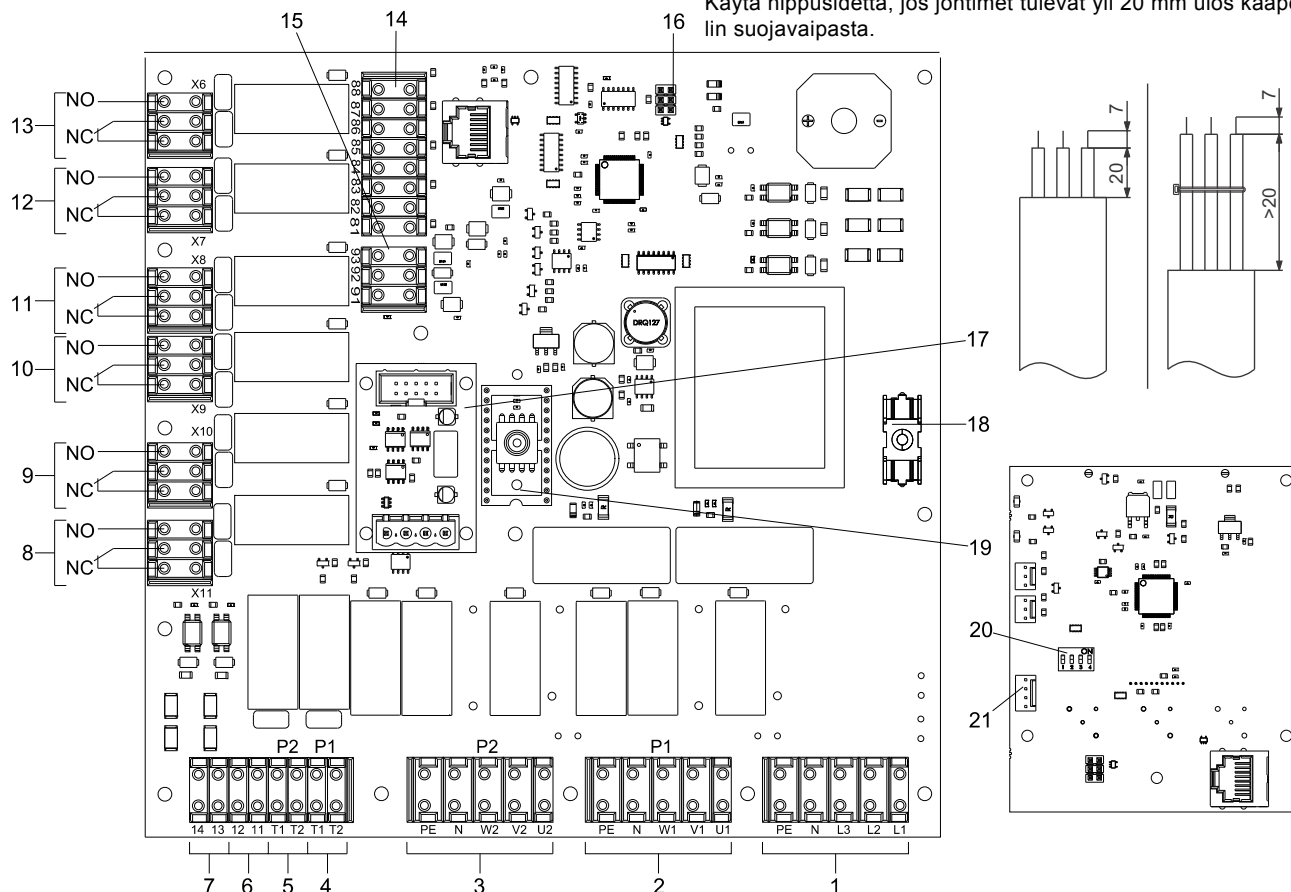 Käytä nippusidettä, jos johtimet tulevat yli 20 mm ulos kaape
lin suojavaipasta.
15
14
16
13
NO
NC
X6
12
NO
NC
X7
X8
11
NO
NC
10
NO
NC
X9
X10
9
NO
NC
8
NO
NC
X11
88
87
86
85
84
83
82
81
93
92
91
DRQ127
17
18
19
7
20
7
>20
20
21
ON
1 2 3 4
P2 P1
P2
P1
14 13 12 11 T1 T2 T1 T2
PE N W2 V2 U2
PE N W1 V1 U1
PE N L3 L2 L1
7 6 5 4
3
2
1